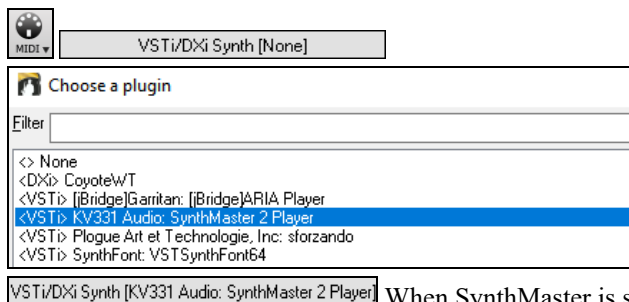 MIDI
VSTi/DXi Synth [None]
Choose a plugin
Filter
<> None
<DXi> CoyoteWT
<VSTi> [jBridge]Garritan: [jBridge]ARIA Player
<VSTi> KV331 Audio: SynthMaster 2 Player
<VSTi> Plogue Art et Technologie, Inc: sforzando
<VSTi> SynthFont: VSTSynthFont64
VSTi/DXi Synth [KV331 Audio: SynthMaster 2 Player] When SynthMaster is s